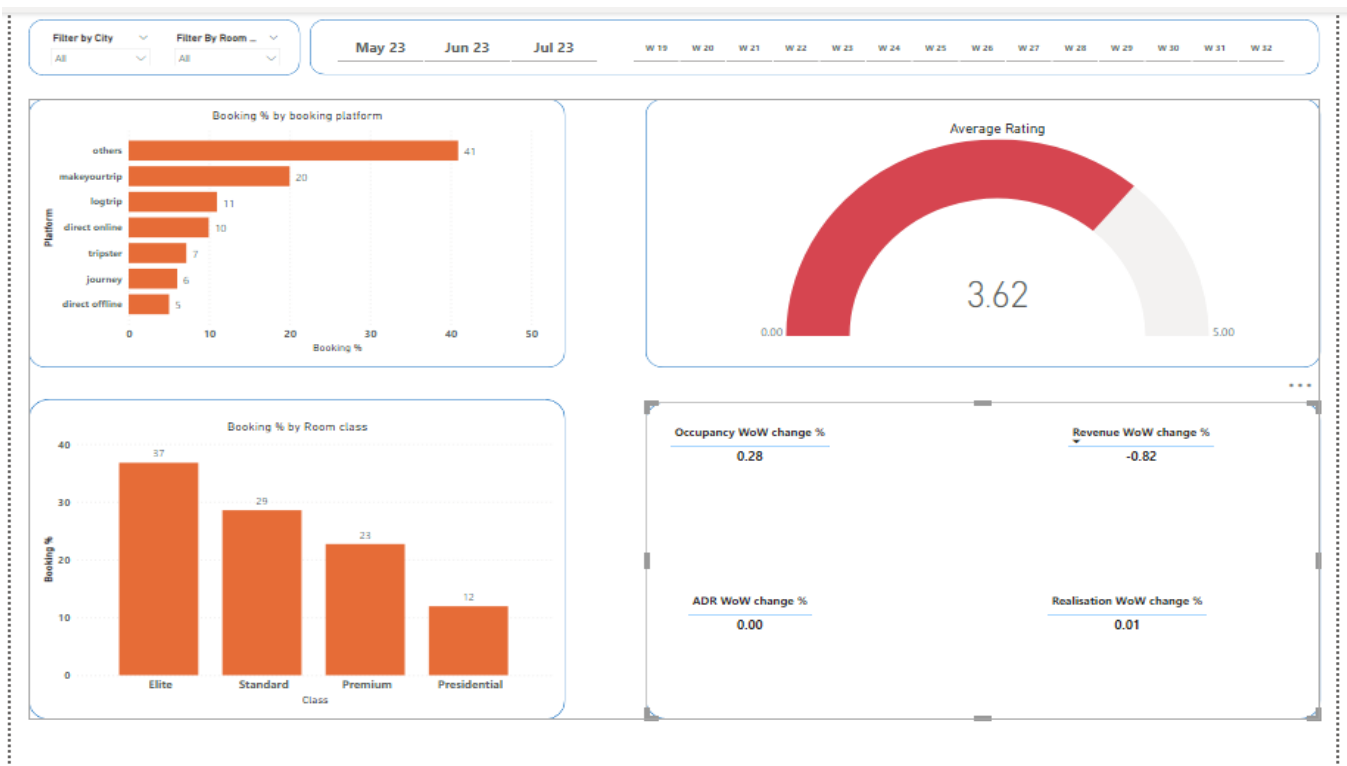 Filter by City
All
Filter By Room ...
All
May 23 Jun 23 Jul 23
W 19 W 20 W 21 W 22 W 23 W 24 W 25 W 26 W 27 W 28 W 29 W 30 W 31 W 32
Booking % by booking platform
Platform
others 41
makeyourtrip 20
logtrip 11
direct online 10
tripster 7
journey 6
direct offline 5
0 10 20 30 40 50
Booking %
Average Rating
3.62
0.00 5.00
Booking % by Room class
Booking %
40
30
20
10
0
37
29
23
12
Elite Standard Premium Presidential
Class
Occupancy WoW change %
0.28
Revenue WoW change %
-0.82
ADR WoW change %
0.00
Realisation WoW change %
0.01